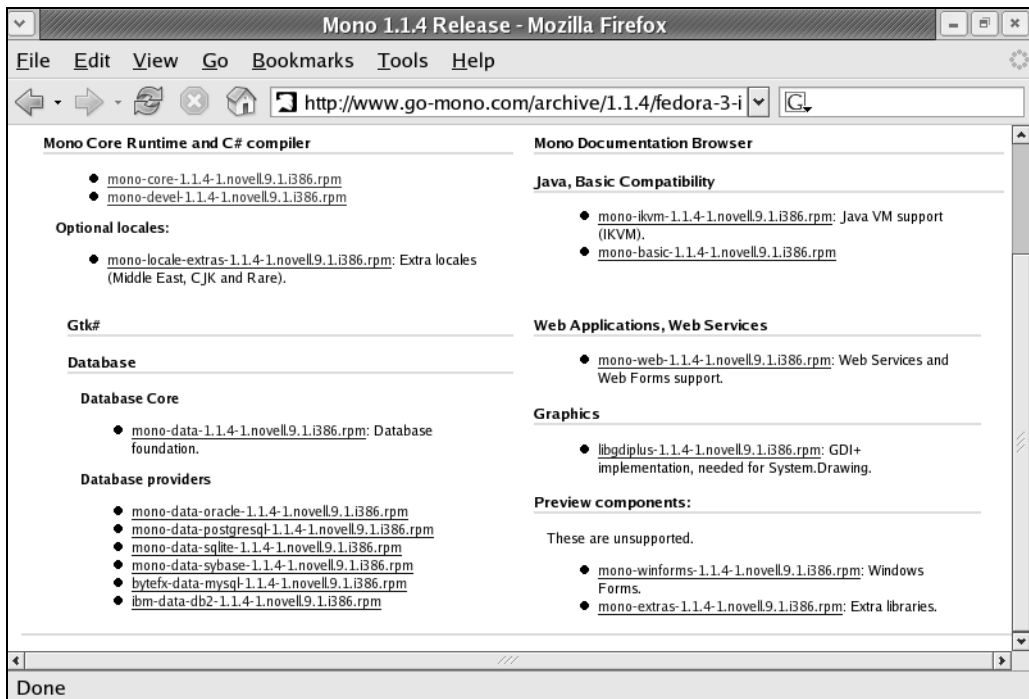 Mono 1.1.4 Release - Mozilla Firefox
File Edit View Go Bookmarks Tools Help
http://www.go-mono.com/archive/1.1.4/fedora-3-i
G
Mono Core Runtime and C# compiler
mono-core-1.1.4-1.novell.9.1.i386.rpm
mono-devel-1.1.4-1.novell.9.1.i386.rpm
Optional locales:
mono-locale-extras-1.1.4-1.novell.9.1.i386.rpm: Extra locales
(Middle East, CJK and Rare).
Gtk#
Database
Database Core
mono-data-1.1.4-1.novell.9.1.i386.rpm: Database
foundation.
Database providers
mono-data-oracle-1.1.4-1.novell.9.1.i386.rpm
mono-data-postgresql-1.1.4-1.novell.9.1.i386.rpm
mono-data-sqlite-1.1.4-1.novell.9.1.i386.rpm
mono-data-sybase-1.1.4-1.novell.9.1.i386.rpm
bytefx-data-mysql-1.1.4-1.novell.9.1.i386.rpm
ibm-data-db2-1.1.4-1.novell.9.1.i386.rpm
Mono Documentation Browser
Java, Basic Compatibility
mono-ikvm-1.1.4-1.novell.9.1.i386.rpm: Java VM support
(IKVM).
mono-basic-1.1.4-1.novell.9.1.i386.rpm
Web Applications, Web Services
mono-web-1.1.4-1.novell.9.1.i386.rpm: Web Services and
Web Forms support.
Graphics
libgdiplus-1.1.4-1.novell.9.1.i386.rpm: GDI+
implementation, needed for System.Drawing.
Preview components:
These are unsupported.
mono-winforms-1.1.4-1.novell.9.1.i386.rpm: Windows
Forms.
mono-extras-1.1.4-1.novell.9.1.i386.rpm: Extra libraries.
Done